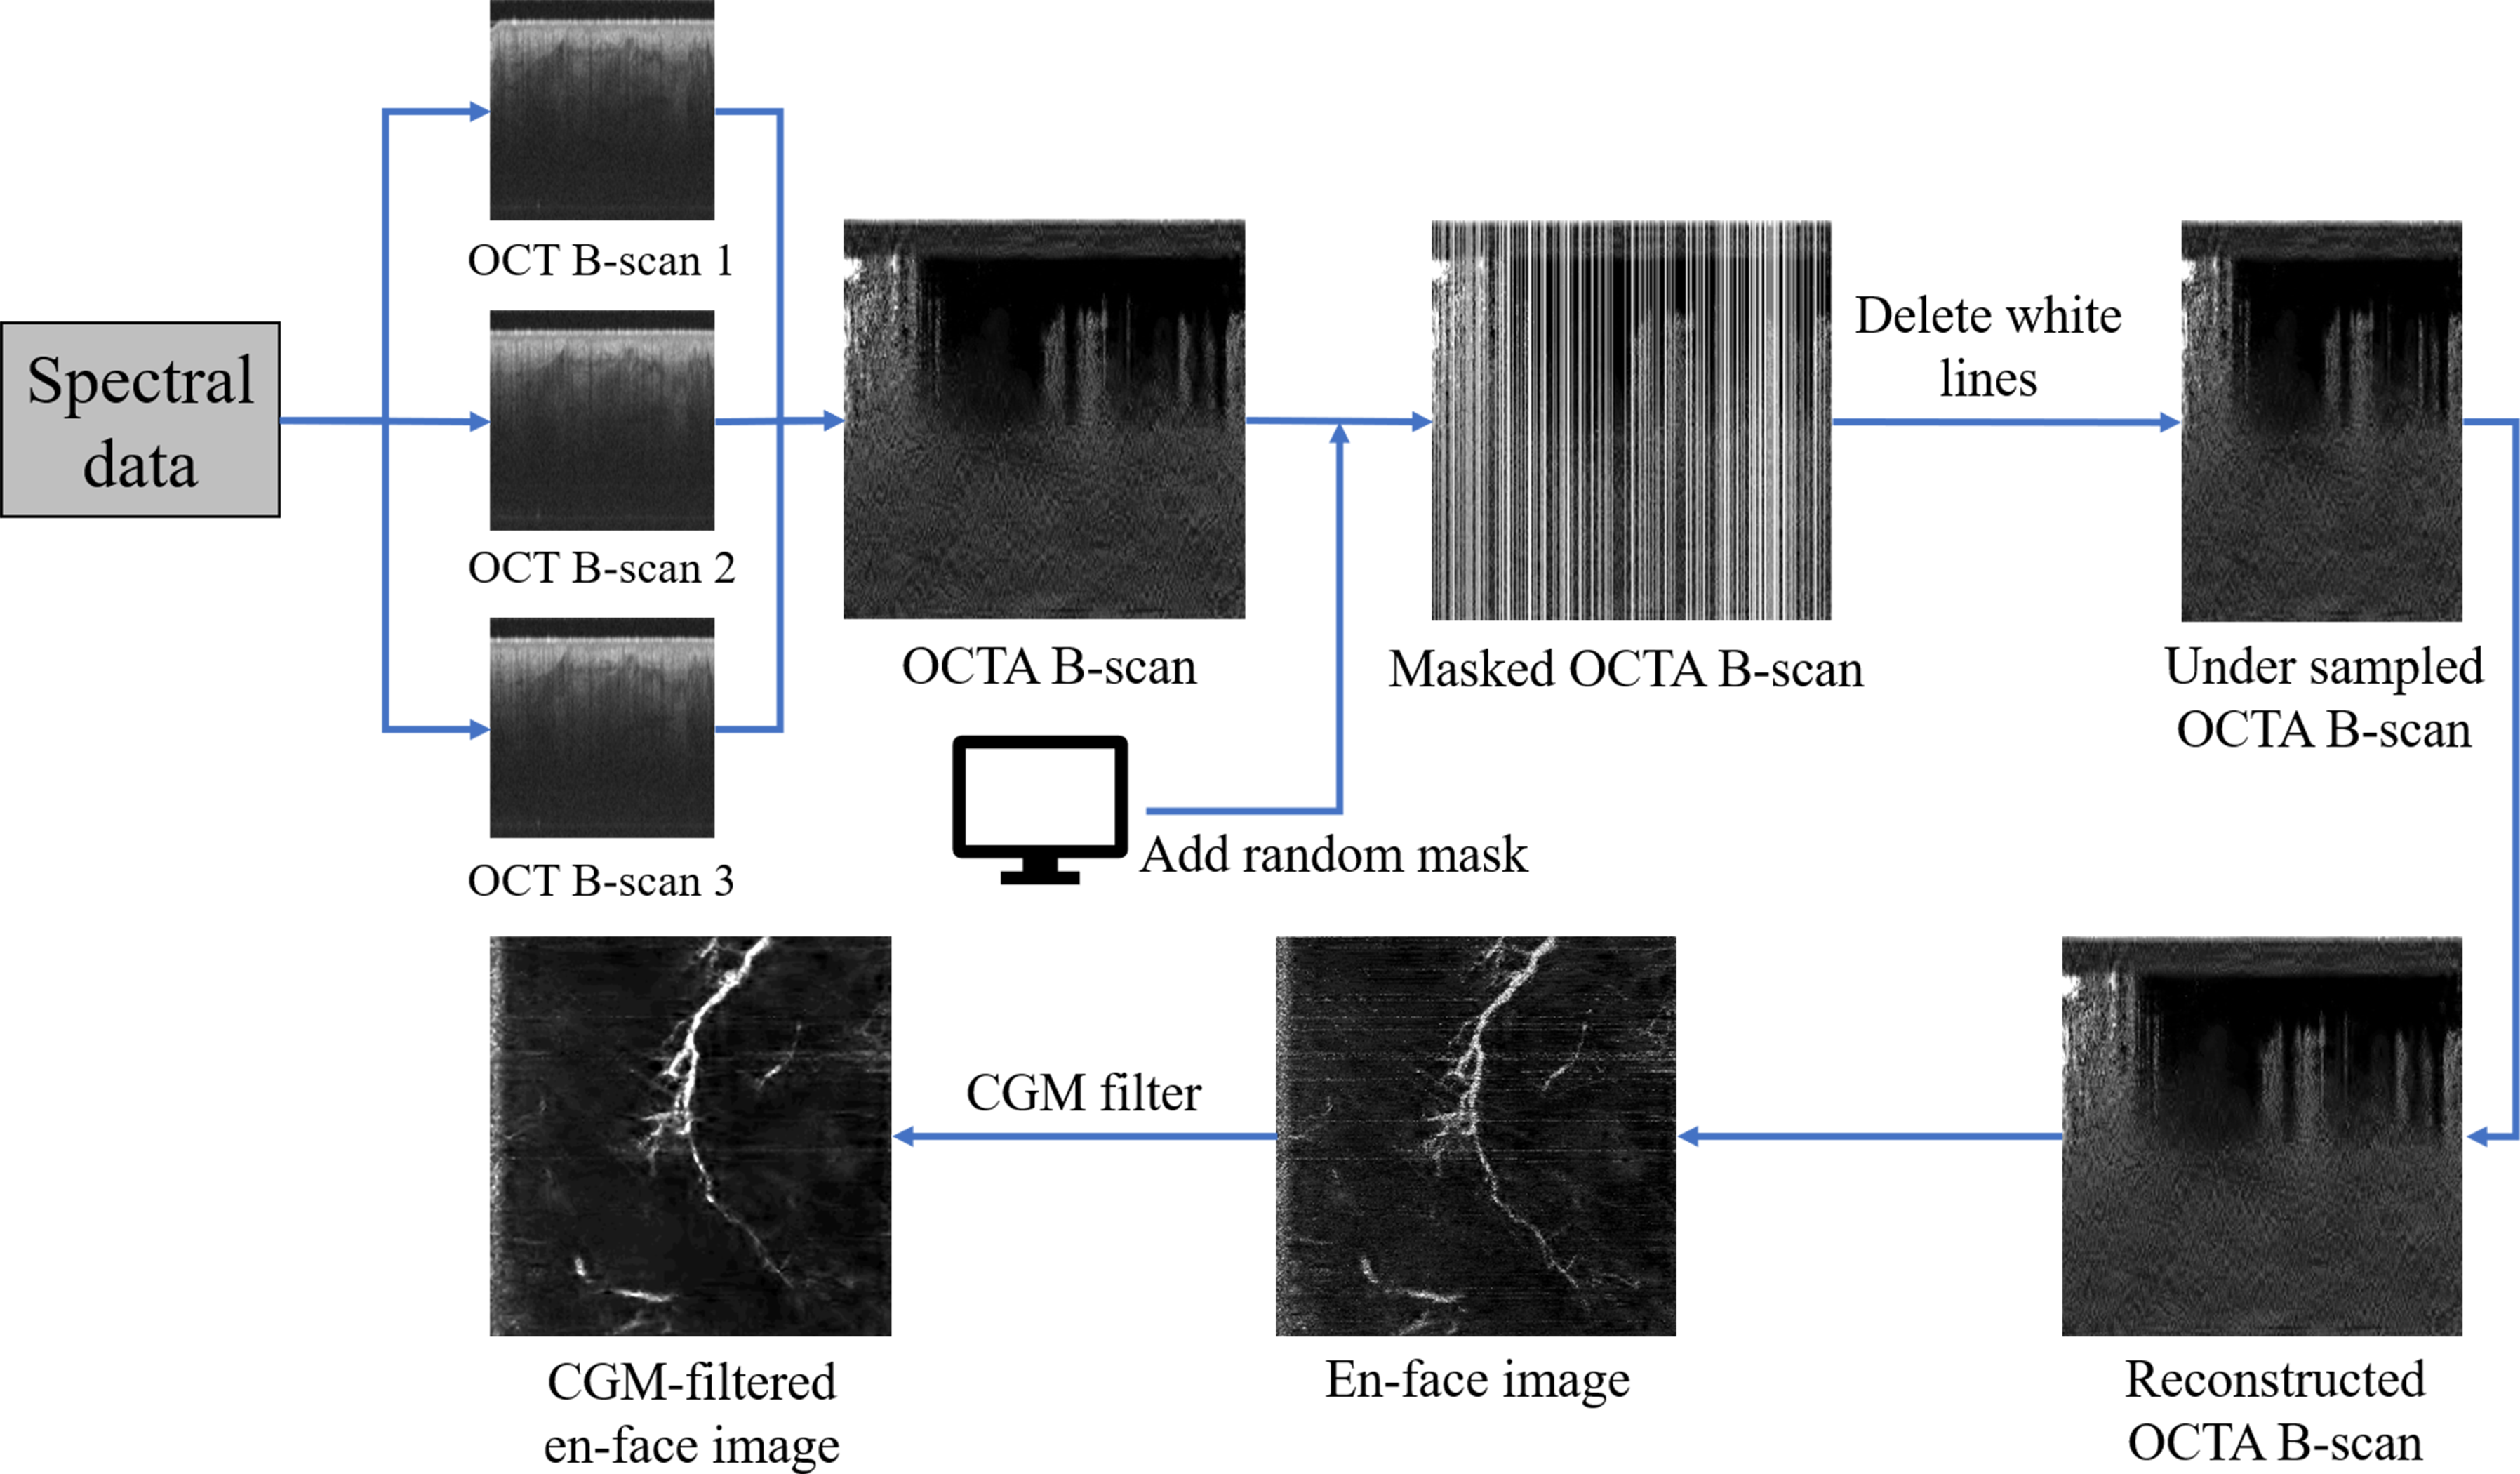 Spectral
data
OCT B-scan 1
OCT B-scan 2
OCT B-scan 3
OCTA B-scan
Add random mask
Masked OCTA B-scan
Delete white
lines
Under sampled
OCTA B-scan
Reconstructed
OCTA B-scan
En-face image
CGM filter
CGM-filtered
en-face image